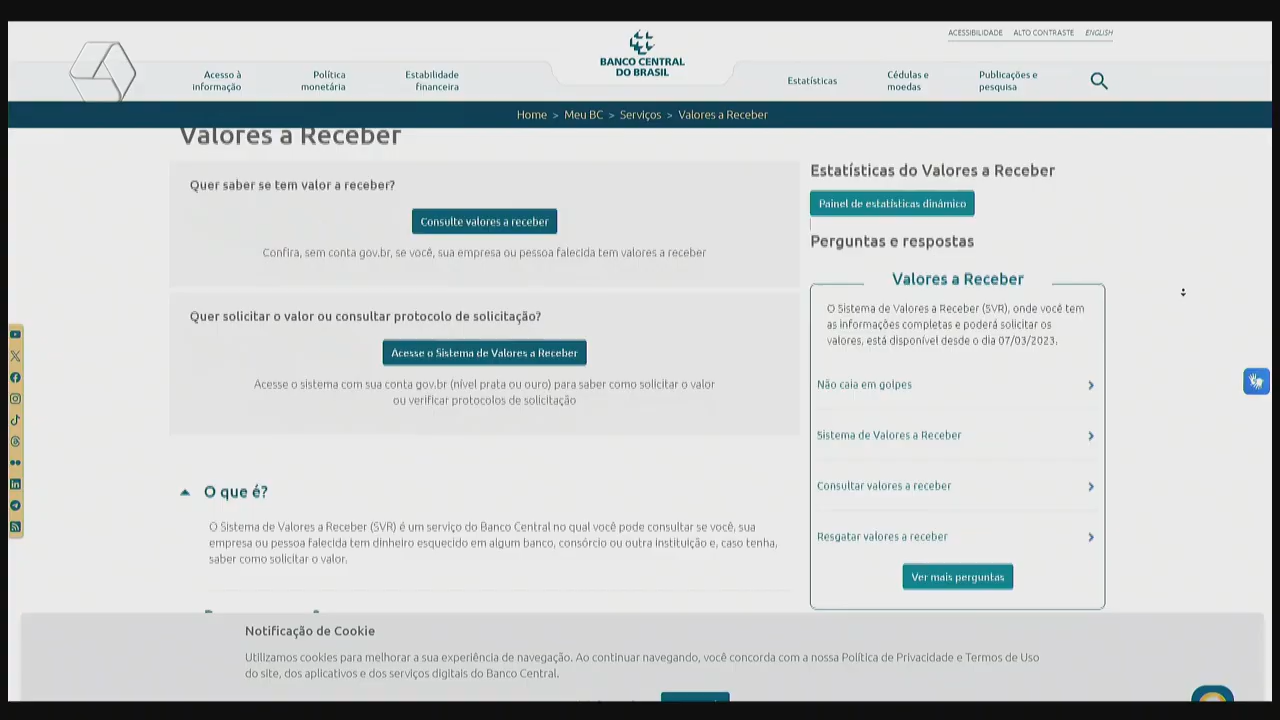 ACESSIBILIDADE ALTO CONTRASTE ENGLISH
BANCO CENTRAL
DO BRASIL
Acesso à
informação
Política
monetária
Estabilidade
financeira
Estatísticas
Cédulas e
moedas
Publicações e
pesquisa
Home > Meu BC > Serviços > Valores a Receber
Valores a Receber
Quer saber se tem valor a receber?
Consulte valores a receber
Confira, sem conta gov.br, se você, sua empresa ou pessoa falecida tem valores a receber
Quer solicitar o valor ou consultar protocolo de solicitação?
Acesse o Sistema de Valores a Receber
Acesse o sistema com sua conta gov.br (nível prata ou ouro) para saber como solicitar o valor
ou verificar protocolos de solicitação
O que é?
O Sistema de Valores a Receber (SVR) é um serviço do Banco Central no qual você pode consultar se você, sua
empresa ou pessoa falecida tem dinheiro esquecido em algum banco, consórcio ou outra instituição e, caso tenha,
saber como solicitar o valor.
Estatísticas do Valores a Receber
Painel de estatísticas dinâmico
Perguntas e respostas
Valores a Receber
O Sistema de Valores a Receber (SVR), onde você tem
as informações completas e poderá solicitar os
valores, está disponível desde o dia 07/03/2023.
Não caia em golpes
Sistema de Valores a Receber
Consultar valores a receber
Resgatar valores a receber
Ver mais perguntas
Notificação de Cookie
Utilizamos cookies para melhorar a sua experiência de navegação. Ao continuar navegando, você concorda com a nossa Política de Privacidade e Termos de Uso
do site, dos aplicativos e dos serviços digitais do Banco Central.